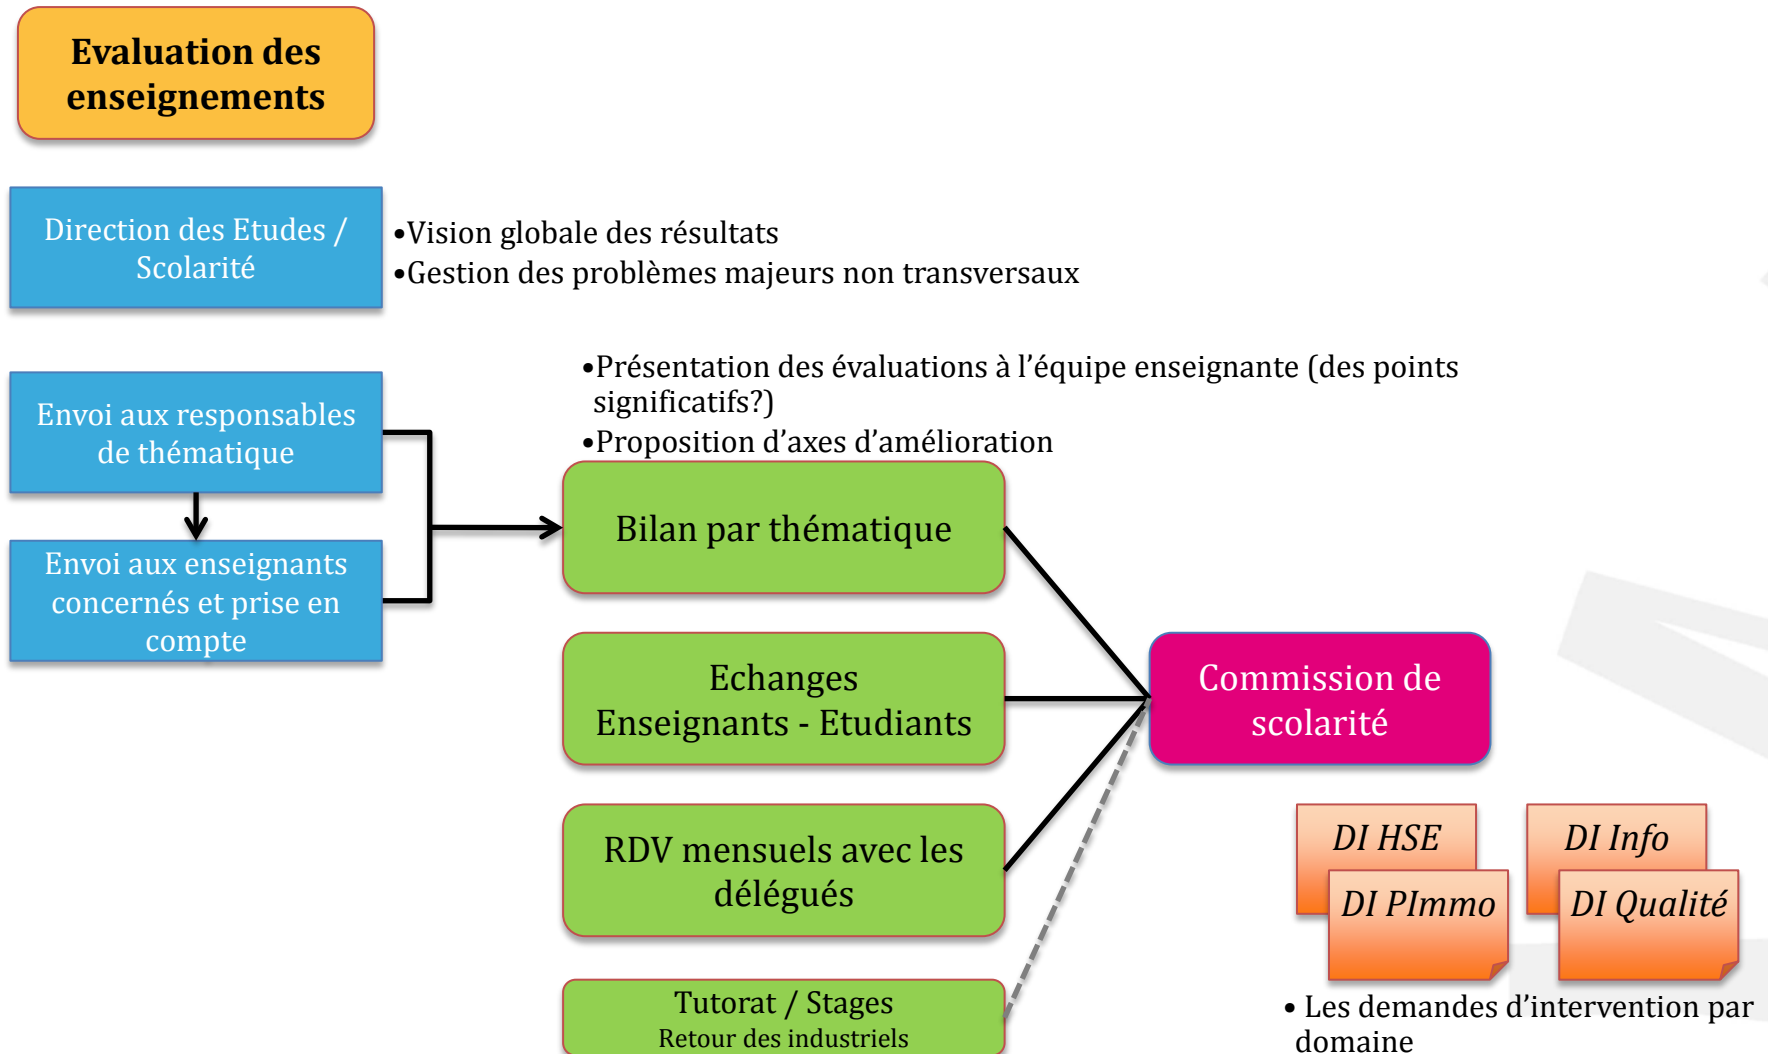 Evaluation des
enseignements
Direction des Etudes /
Scolarité
•Vision globale des résultats
•Gestion des problèmes majeurs non transversaux
•Présentation des évaluations à l’équipe enseignante (des points
significatifs?)
•Proposition d’axes d’amélioration
Envoi aux responsables
de thématique
Envoi aux enseignants
concernés et prise en
compte
Bilan par thématique
Echanges
Enseignants - Etudiants
RDV mensuels avec les
délégués
Tutorat / Stages
Retour des industriels
Commission de
scolarité
DI HSE
DI PImmo
DI Info
DI Qualité
• Les demandes d’intervention par
domaine